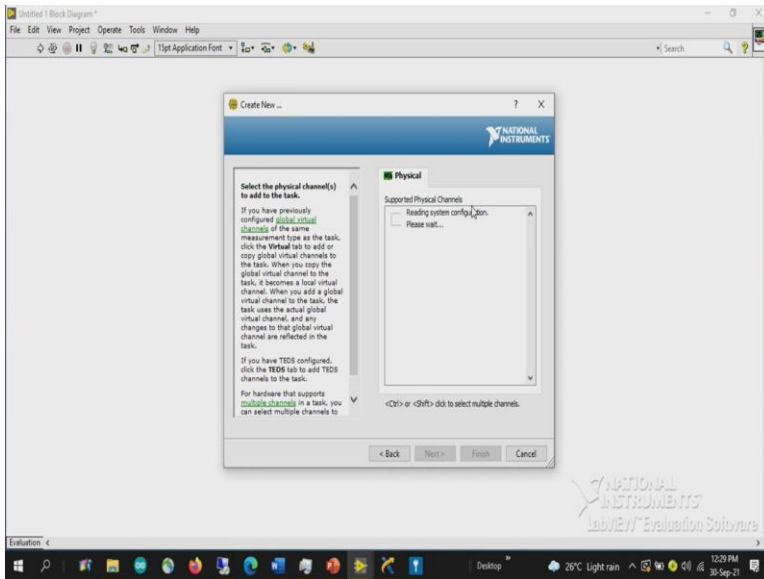 Untitled 1 Block Diagram *
File Edit View Project Operate Tools Window Help
15pt Application Font
Search
Create New ...
? X
NATIONAL
INSTRUMENTS
Select the physical channel(s)
to add to the task.
If you have previously
configured global virtual
channels of the same
measurement type as the task,
click the Virtual tab to add or
copy global virtual channels to
the task. When you copy the
global virtual channel to the
task, it becomes a local virtual
channel. When you add a global
virtual channel to the task, the
task uses the actual global
virtual channel, and any
changes to that global virtual
channel are reflected in the
task.
If you have TEDS configured,
click the TEDS tab to add TEDS
channels to the task.
For hardware that supports
multiple channels in a task, you
can select multiple channels to
Physical
Supported Physical Channels
Reading system configuration.
Please wait...
<Ctrl> or <Shift> click to select multiple channels.
< Back Next > Finish Cancel
NATIONAL
INSTRUMENTS
LabVIEW Evaluation Software
Evaluation
Desktop
26°C Light rain
12:29 PM
30-Sep-21